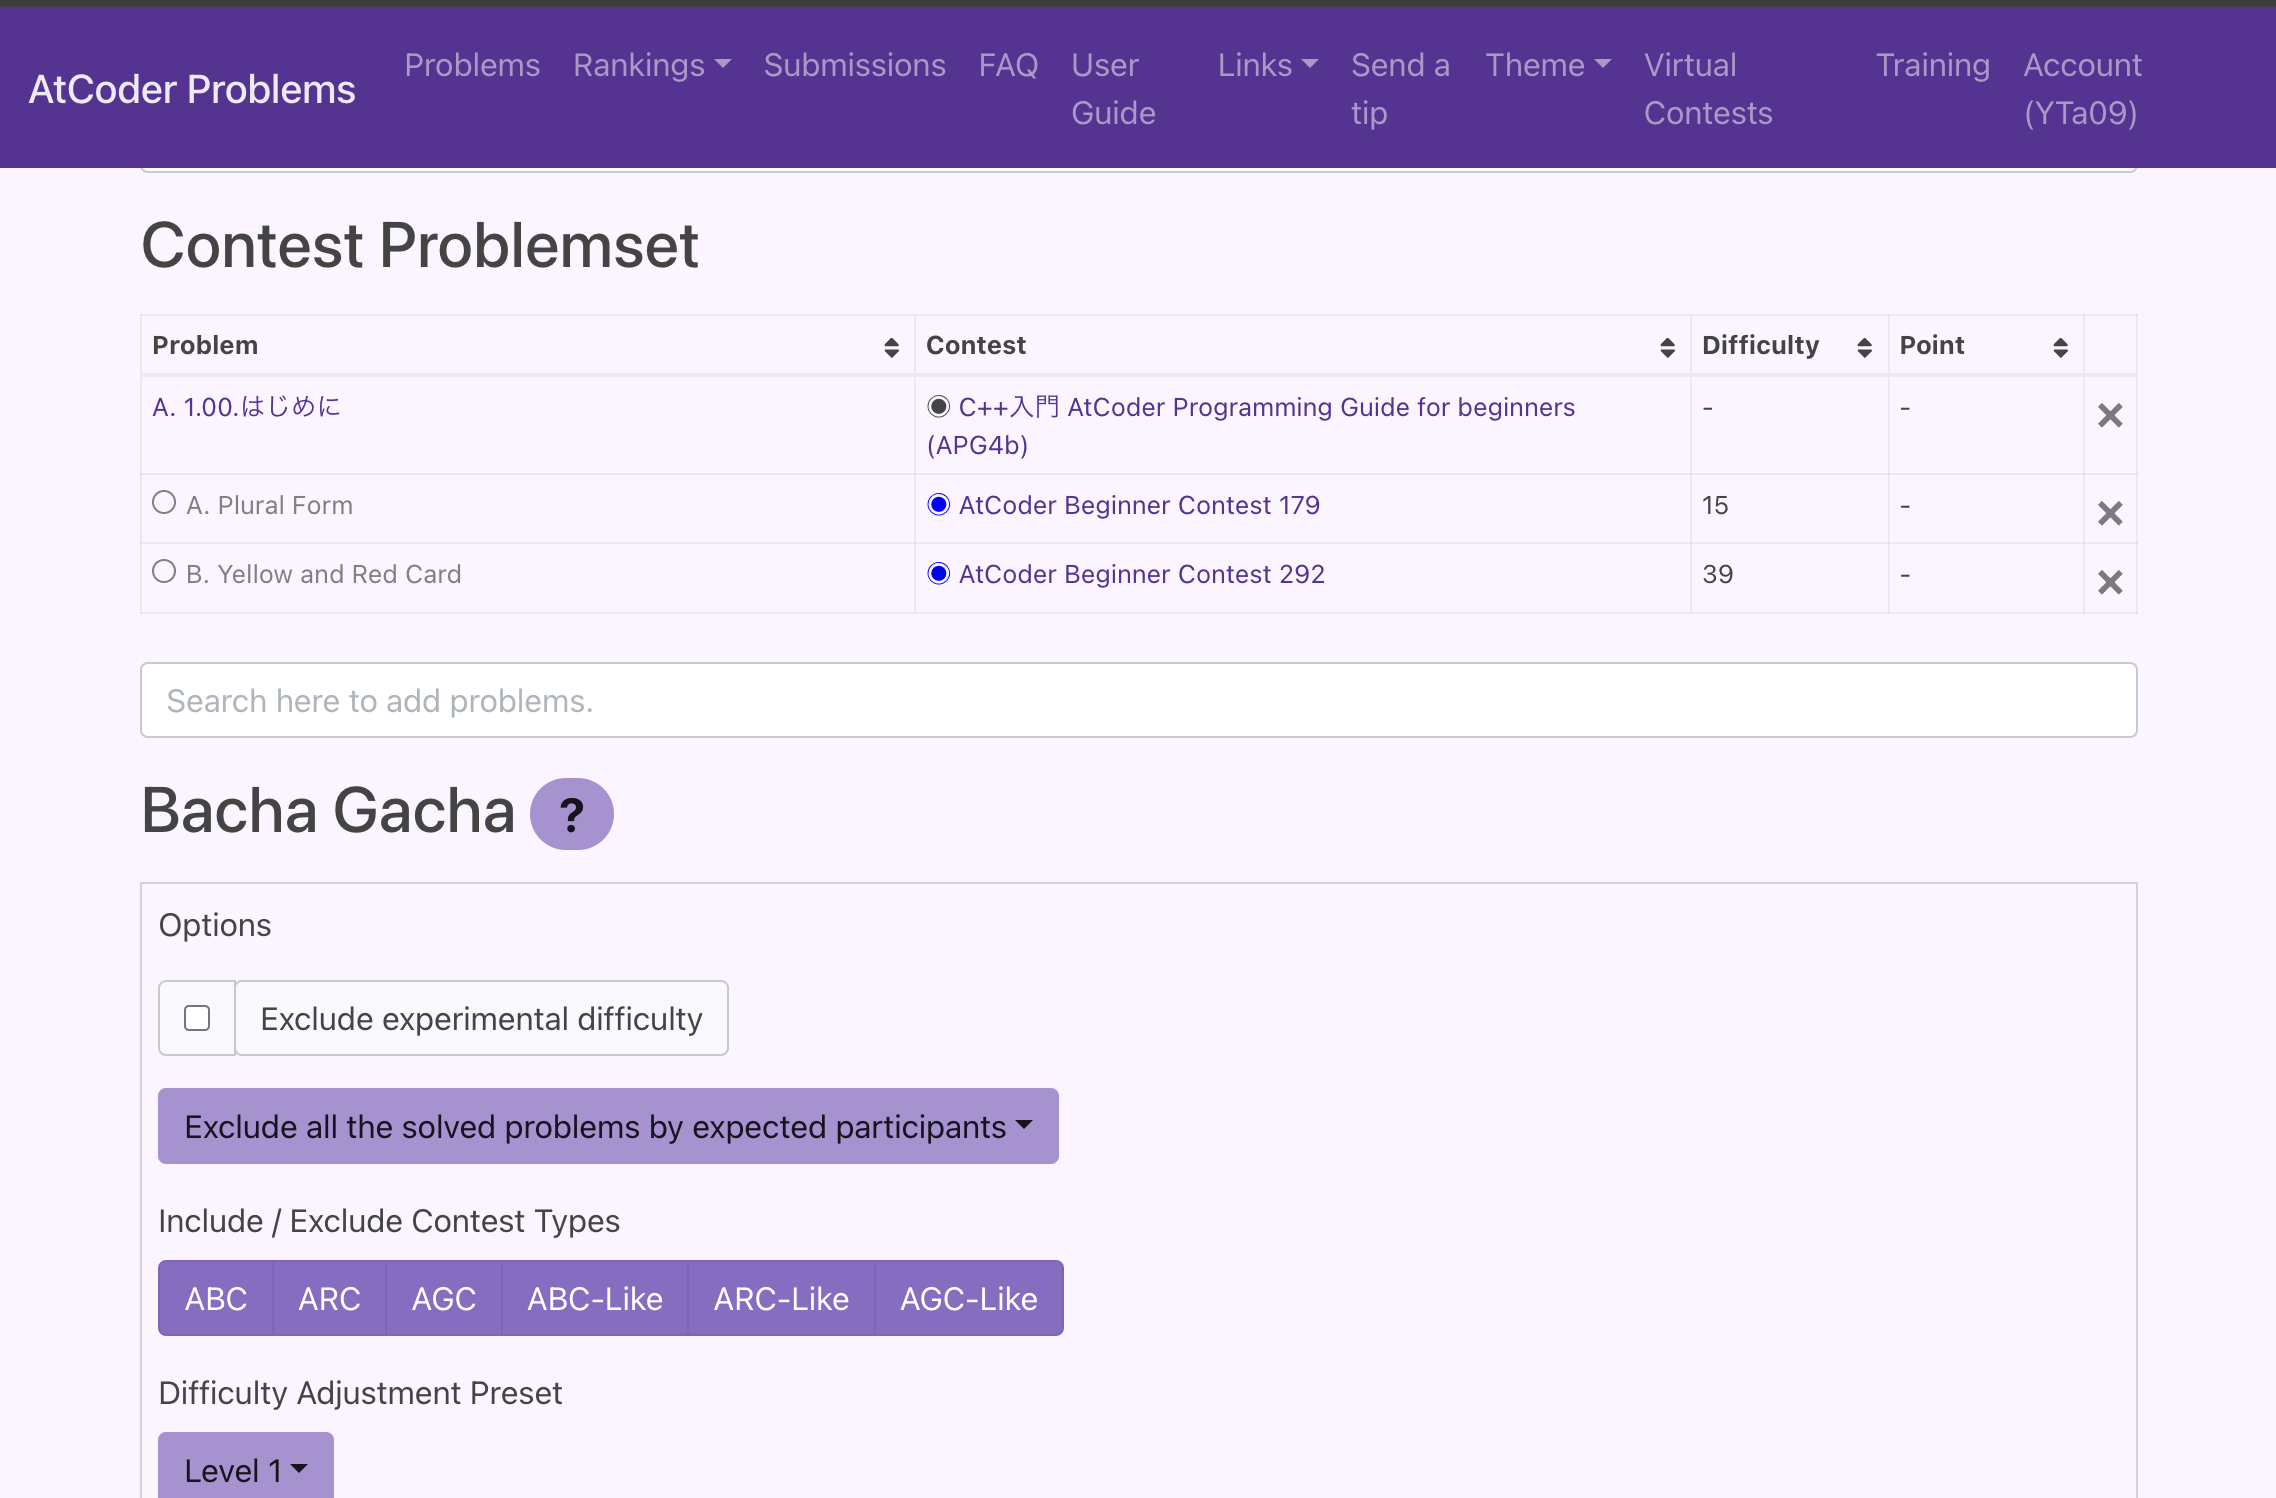 AtCoder Problems
Problems
Rankings
Submissions
FAQ
User
Guide
Links
Send a
tip
Theme
Virtual
Contests
Training
Account
(YTa09)
Contest Problemset
Problem Contest Difficulty Point
A. 1.00.はじめに C++入門 AtCoder Programming Guide for beginners - -
(APG4b)
A. Plural Form AtCoder Beginner Contest 179 15 -
B. Yellow and Red Card AtCoder Beginner Contest 292 39 -
Search here to add problems.
Bacha Gacha ?
Options
Exclude experimental difficulty
Exclude all the solved problems by expected participants
Include / Exclude Contest Types
ABC ARC AGC ABC-Like ARC-Like AGC-Like
Difficulty Adjustment Preset
Level 1